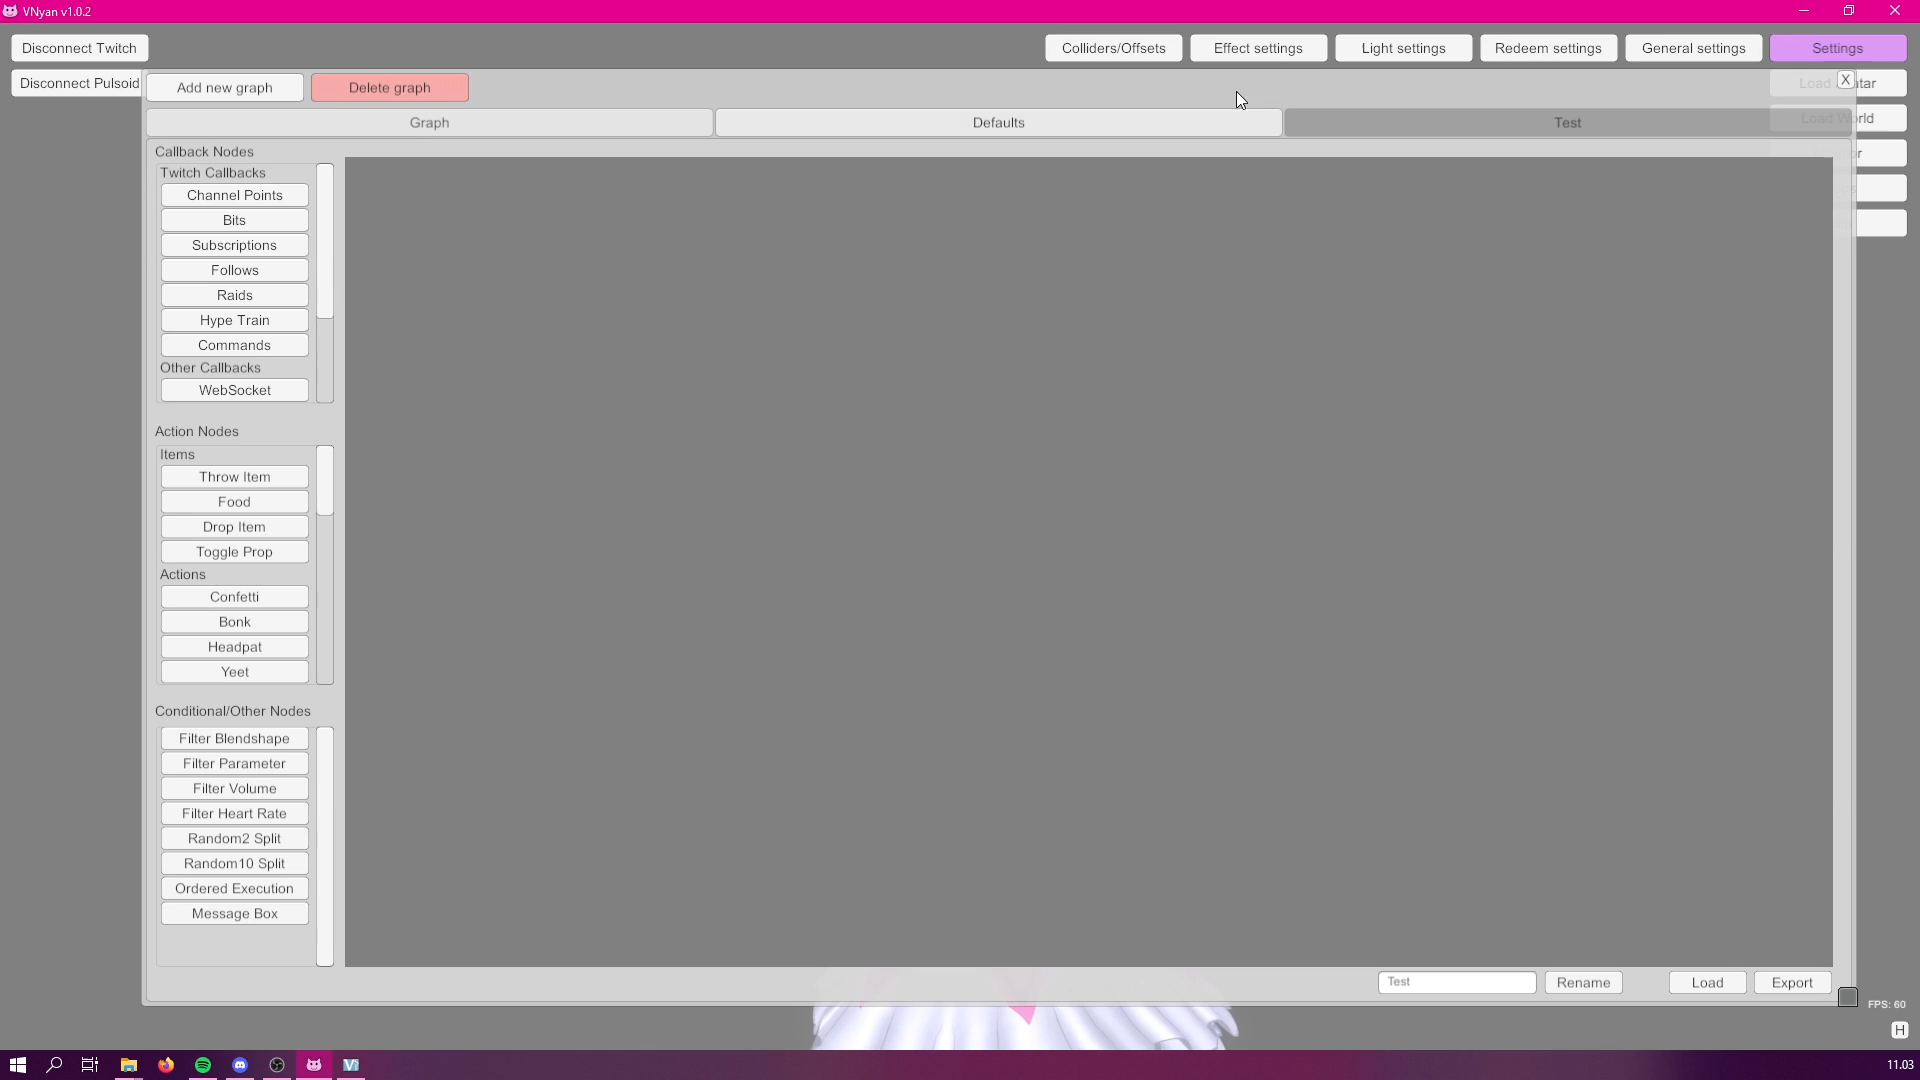 VNyan v1.0.2
Disconnect Twitch
Colliders/Offsets
Effect settings
Light settings
Redeem settings
General settings
Settings
Disconnect Pulsoid
Add new graph
Delete graph
X
Graph
Defaults
Test
Load World
Callback Nodes
Twitch Callbacks
Channel Points
Bits
Subscriptions
Follows
Raids
Hype Train
Commands
Other Callbacks
WebSocket
Action Nodes
Items
Throw Item
Food
Drop Item
Toggle Prop
Actions
Confetti
Bonk
Headpat
Yeet
Conditional/Other Nodes
Filter Blendshape
Filter Parameter
Filter Volume
Filter Heart Rate
Random2 Split
Random10 Split
Ordered Execution
Message Box
Test
Rename
Load
Export
FPS: 60
H
11.03